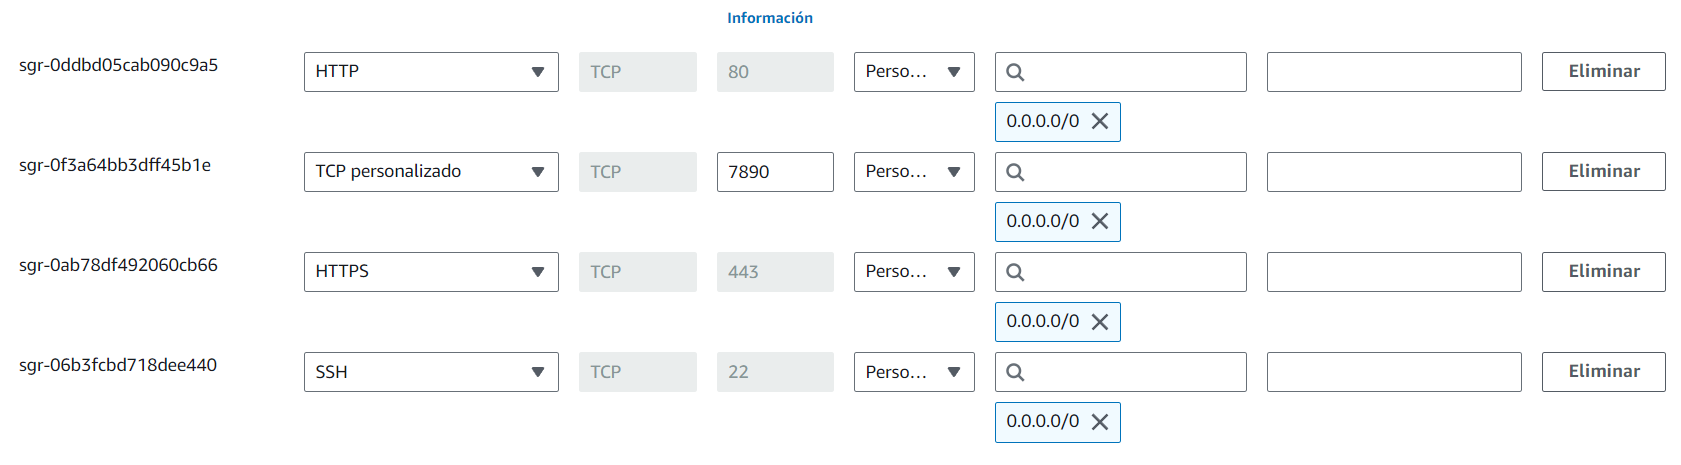 Información
sgr-0ddbd05cab090c9a5 HTTP TCP 80 Perso... Eliminar
0.0.0.0/0
sgr-0f3a64bb3dff45b1e TCP personalizado TCP 7890 Perso... Eliminar
0.0.0.0/0
sgr-0ab78df492060cb66 HTTPS TCP 443 Perso... Eliminar
0.0.0.0/0
sgr-06b3fcbd718dee440 SSH TCP 22 Perso... Eliminar
0.0.0.0/0